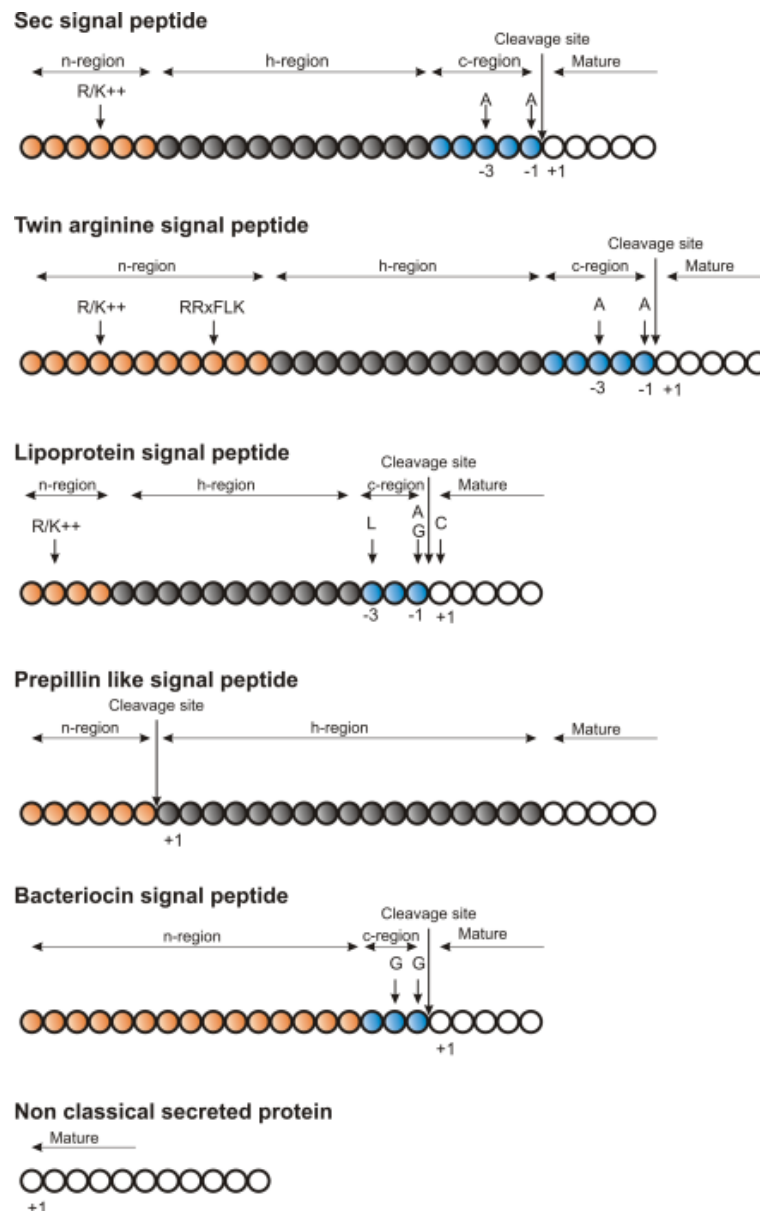 Sec signal peptide
Cleavage site
n-region h-region c-region Mature
R/K++ A A
-3 -1 +1
Twin arginine signal peptide
Cleavage site
n-region h-region c-region Mature
R/K++ RRxFLK A A
-3 -1 +1
Lipoprotein signal peptide
Cleavage site
n-region h-region c-region Mature
A
R/K++ L G C
-3 -1 +1
Prepillin like signal peptide
Cleavage site
n-region h-region Mature
+1
Bacteriocin signal peptide
Cleavage site
n-region c-region Mature
G G
+1
Non classical secreted protein
Mature
+1